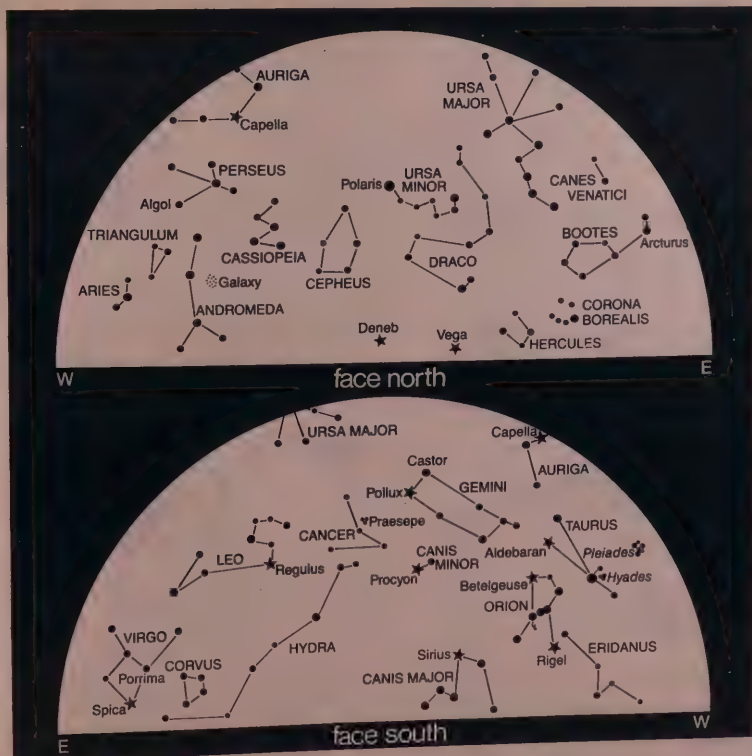 AURIGA
Capella
URSA
MAJOR
PERSEUS
Algol
Polaris
URSA
MINOR
CANES
VENATICI
TRIANGULUM
CASSIOPEIA
CEPHEUS
DRACO
BOOTES
Arcturus
ARIES
Galaxy
ANDROMEDA
Deneb
Vega
CORONA
BOREALIS
HERCULES
W
face north
E
URSA MAJOR
Capella
AURIGA
Castor
Pollux
GEMINI
TAURUS
Praesepe
CANCER
LEO
Regulus
CANIS
MINOR
Procyon
Aldebaran
Pleiades
Hyades
Betelgeuse
ORION
VIRGO
Porrima
Spica
CORVUS
HYDRA
Sirius
CANIS MAJOR
Rigel
ERIDANUS
E
face south
W